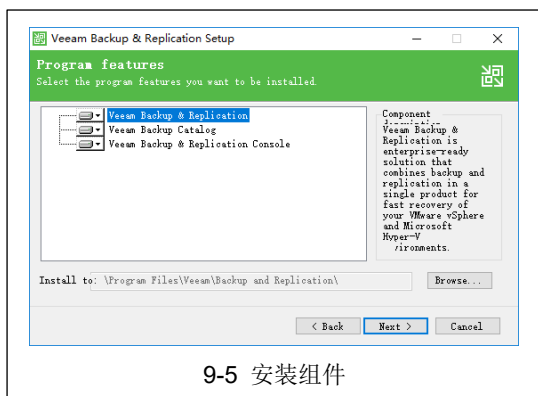 Veeam Backup & Replication Setup
Program features
Select the program features you want to be installed.
Veeam Backup & Replication
Veeam Backup Catalog
Veeam Backup & Replication Console
Component
Veeam Backup &
Replication is
enterprise-ready
solution that
combines backup and
replication in a
single product for
fast recovery of
your VMware vSphere
and Microsoft
Hyper-V
vironments.
Install to: \Program Files\Veeam\Backup and Replication\
Browse...
< Back Next > Cancel
9-5 安装组件